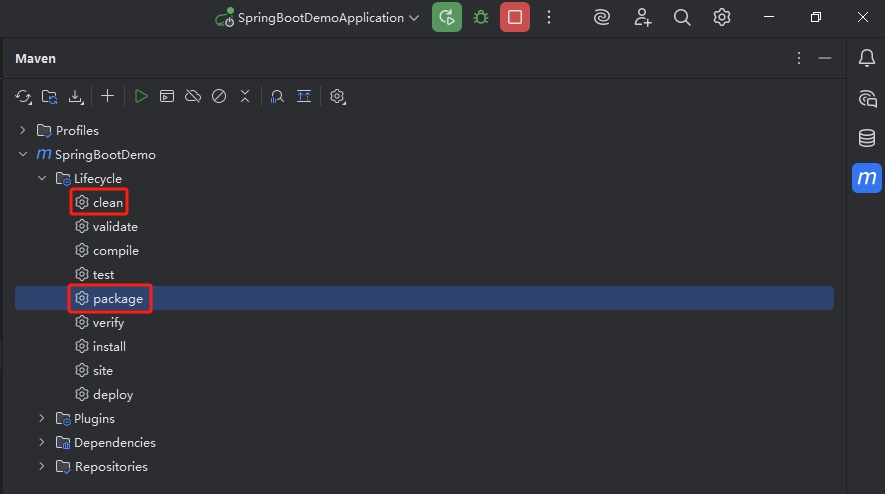 SpringBootDemoApplication
Maven
Profiles
m SpringBootDemo
Lifecycle
clean
validate
compile
test
package
verify
install
site
deploy
Plugins
Dependencies
Repositories
m